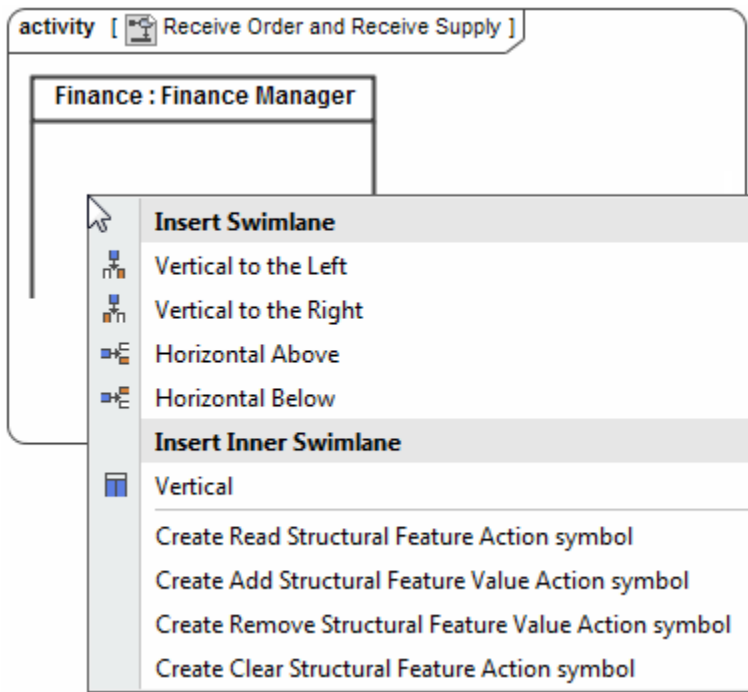 activity [ Receive Order and Receive Supply ]
Finance : Finance Manager
Insert Swimlane
Vertical to the Left
Vertical to the Right
Horizontal Above
Horizontal Below
Insert Inner Swimlane
Vertical
Create Read Structural Feature Action symbol
Create Add Structural Feature Value Action symbol
Create Remove Structural Feature Value Action symbol
Create Clear Structural Feature Action symbol